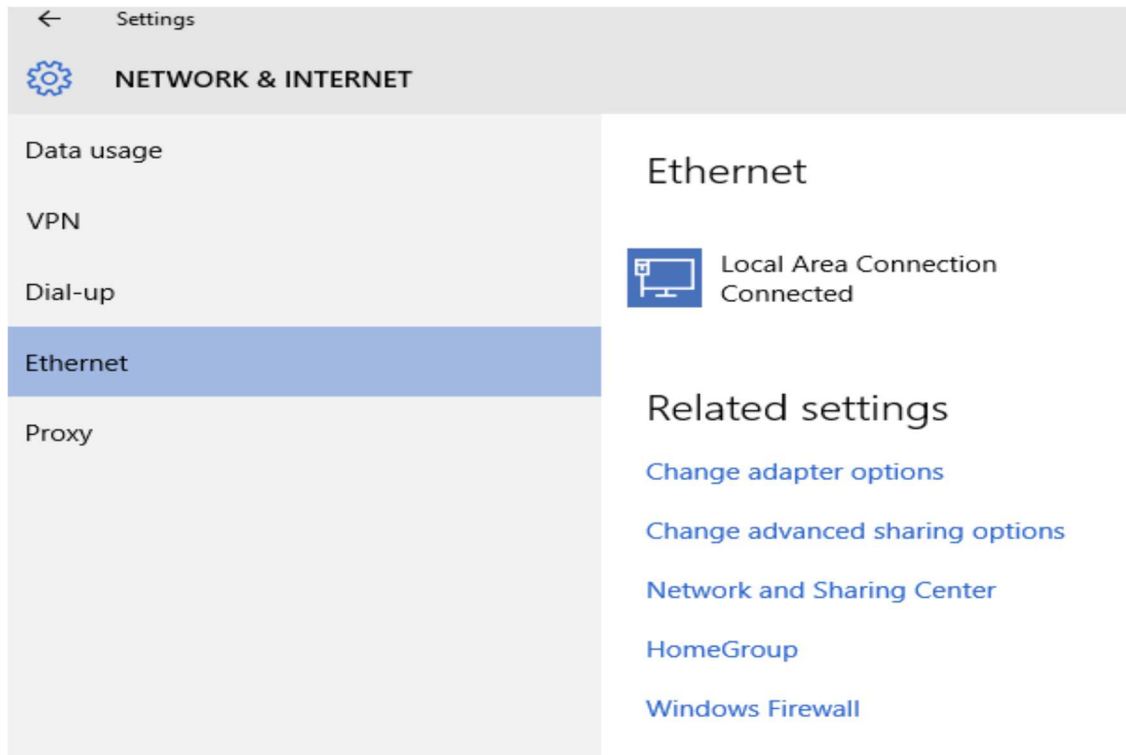 Settings
NETWORK & INTERNET
Data usage
VPN
Dial-up
Ethernet
Proxy
Ethernet
Local Area Connection
Connected
Related settings
Change adapter options
Change advanced sharing options
Network and Sharing Center
HomeGroup
Windows Firewall